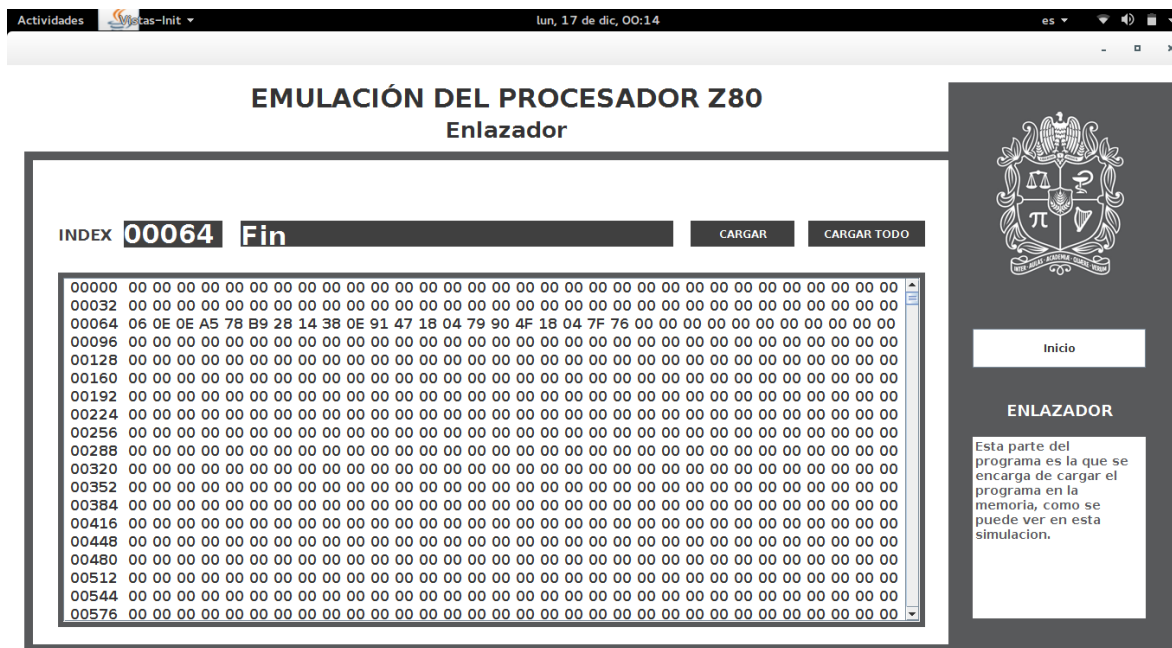 Actividades Vistas-Init lun, 17 de dic, 00:14 es
EMULACIÓN DEL PROCESADOR Z80
Enlazador
INDEX 00064 Fin CARGAR CARGAR TODO
00000 00 00 00 00 00 00 00 00 00 00 00 00 00 00 00 00 00 00 00 00 00 00 00 00 00 00 00 00 00 00 00 00
00032 00 00 00 00 00 00 00 00 00 00 00 00 00 00 00 00 00 00 00 00 00 00 00 00 00 00 00 00 00 00 00 00
00064 06 0E 0E A5 78 B9 28 14 38 0E 91 47 18 04 79 90 4F 18 04 7F 76 00 00 00 00 00 00 00 00 00 00 00
00096 00 00 00 00 00 00 00 00 00 00 00 00 00 00 00 00 00 00 00 00 00 00 00 00 00 00 00 00 00 00 00 00
00128 00 00 00 00 00 00 00 00 00 00 00 00 00 00 00 00 00 00 00 00 00 00 00 00 00 00 00 00 00 00 00 00
00160 00 00 00 00 00 00 00 00 00 00 00 00 00 00 00 00 00 00 00 00 00 00 00 00 00 00 00 00 00 00 00 00
00192 00 00 00 00 00 00 00 00 00 00 00 00 00 00 00 00 00 00 00 00 00 00 00 00 00 00 00 00 00 00 00 00
00224 00 00 00 00 00 00 00 00 00 00 00 00 00 00 00 00 00 00 00 00 00 00 00 00 00 00 00 00 00 00 00 00
00256 00 00 00 00 00 00 00 00 00 00 00 00 00 00 00 00 00 00 00 00 00 00 00 00 00 00 00 00 00 00 00 00
00288 00 00 00 00 00 00 00 00 00 00 00 00 00 00 00 00 00 00 00 00 00 00 00 00 00 00 00 00 00 00 00 00
00320 00 00 00 00 00 00 00 00 00 00 00 00 00 00 00 00 00 00 00 00 00 00 00 00 00 00 00 00 00 00 00 00
00352 00 00 00 00 00 00 00 00 00 00 00 00 00 00 00 00 00 00 00 00 00 00 00 00 00 00 00 00 00 00 00 00
00384 00 00 00 00 00 00 00 00 00 00 00 00 00 00 00 00 00 00 00 00 00 00 00 00 00 00 00 00 00 00 00 00
00416 00 00 00 00 00 00 00 00 00 00 00 00 00 00 00 00 00 00 00 00 00 00 00 00 00 00 00 00 00 00 00 00
00448 00 00 00 00 00 00 00 00 00 00 00 00 00 00 00 00 00 00 00 00 00 00 00 00 00 00 00 00 00 00 00 00
00480 00 00 00 00 00 00 00 00 00 00 00 00 00 00 00 00 00 00 00 00 00 00 00 00 00 00 00 00 00 00 00 00
00512 00 00 00 00 00 00 00 00 00 00 00 00 00 00 00 00 00 00 00 00 00 00 00 00 00 00 00 00 00 00 00 00
00544 00 00 00 00 00 00 00 00 00 00 00 00 00 00 00 00 00 00 00 00 00 00 00 00 00 00 00 00 00 00 00 00
00576 00 00 00 00 00 00 00 00 00 00 00 00 00 00 00 00 00 00 00 00 00 00 00 00 00 00 00 00 00 00 00 00
π
INTER AULAS ACADEMIÆ QUÆRE VERUM
Inicio
ENLAZADOR
Esta parte del
programa es la que se
encarga de cargar el
programa en la
memoria, como se
puede ver en esta
simulacion.